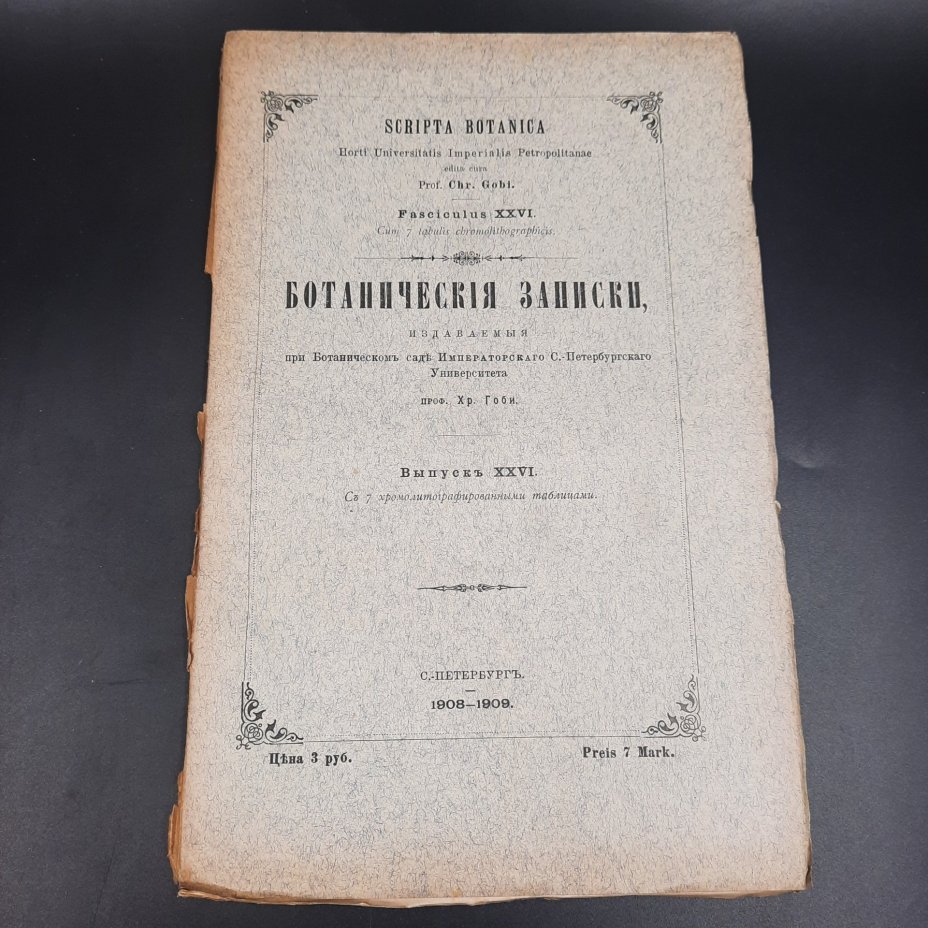 SCRIPTA BOTANICA
Horti Universitatis Imperialis Petropolitanae
edita cura
Prof. Chr. Gobi.
Fasciculus XXVI.
Cum 7 tabulis chromolithographicis.
БОТАНИЧЕСКІЯ ЗАПИСКИ,
ИЗДАВАЕМЫЯ
при Ботаническомъ садѣ ИМПЕРАТОРСКАГО С.-Петербургскаго
Университета
ПРОФ. Хр. Гоби.
Выпускъ XXVI.
Съ 7 хромолитографированными таблицами.
С.-ПЕТЕРБУРГЪ.
1908–1909.
Цѣна 3 руб.
Preis 7 Mark.